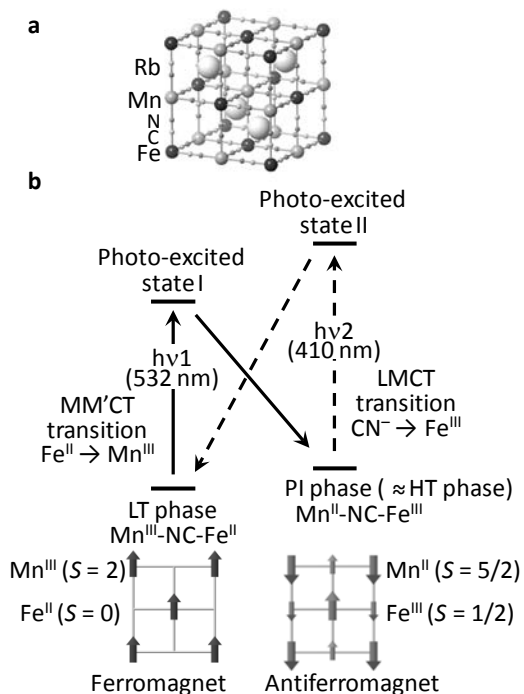 a
Rb
Mn
N
C
Fe
b
Photo-excited
state II
Photo-excited
state I
hν1
(532 nm)
hν2
(410 nm)
MM'CT
transition
Fe^II → Mn^III
LMCT
transition
CN⁻ → Fe^III
LT phase
Mn^III-NC-Fe^II
PI phase ( ≈ HT phase)
Mn^II-NC-Fe^III
Mn^III (S = 2)
Fe^II (S = 0)
Mn^II (S = 5/2)
Fe^III (S = 1/2)
Ferromagnet
Antiferromagnet